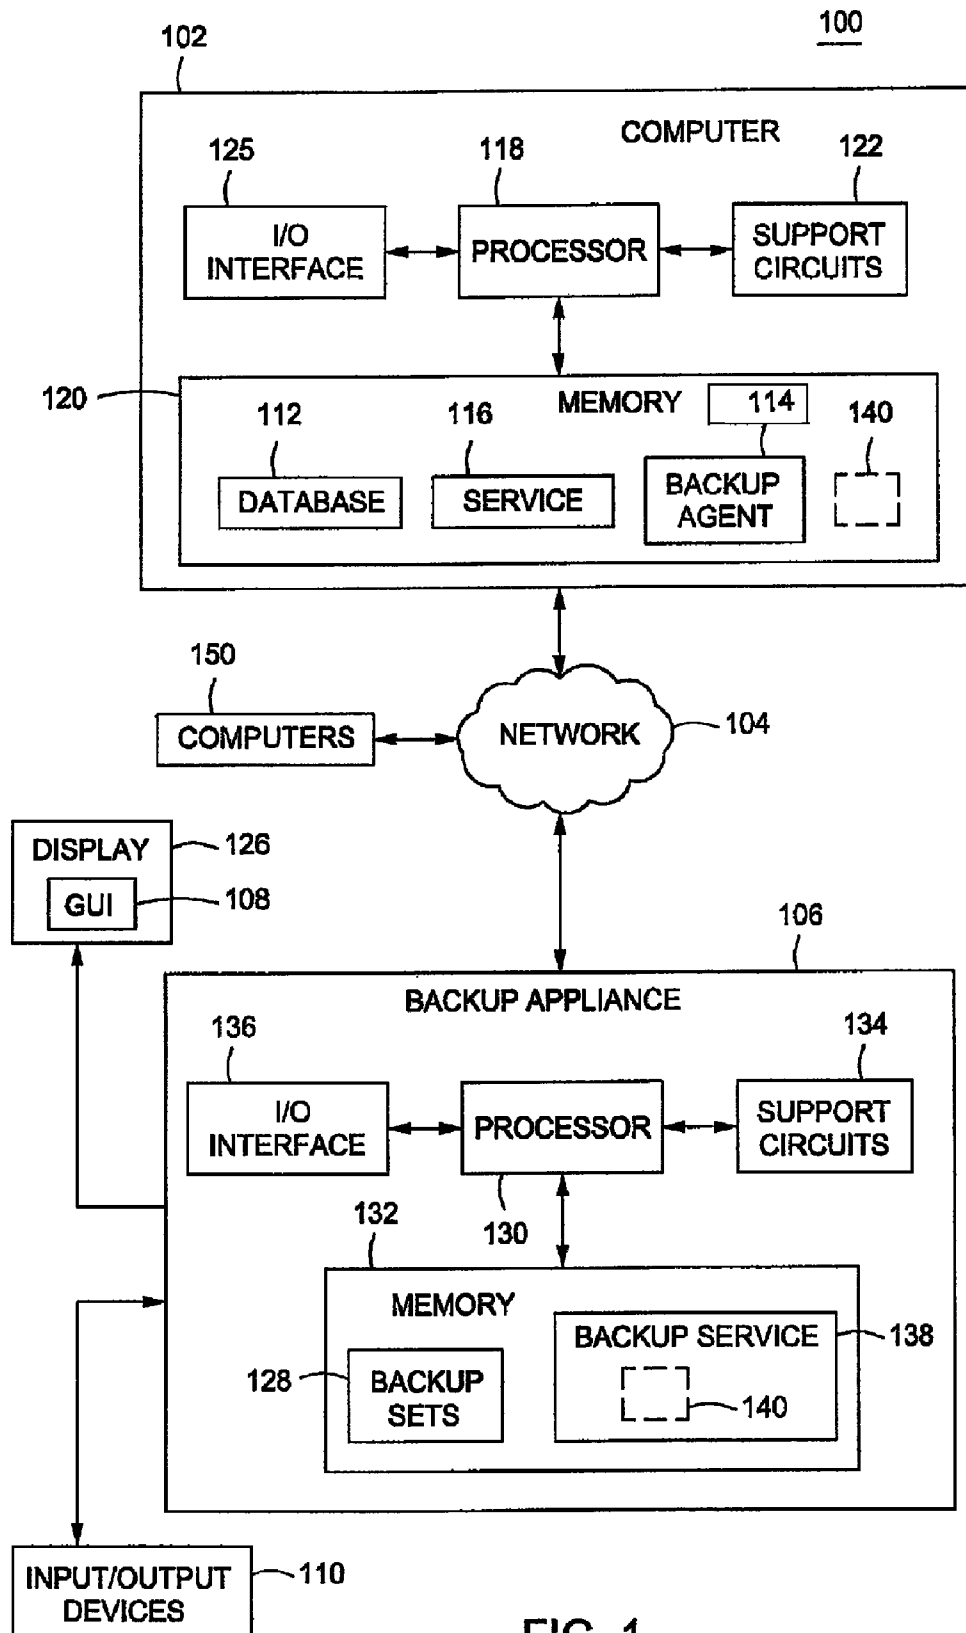 100
102
COMPUTER
125
118
122
I/O
INTERFACE
PROCESSOR
SUPPORT
CIRCUITS
120
MEMORY
114
112
116
140
DATABASE
SERVICE
BACKUP
AGENT
150
COMPUTERS
NETWORK
104
DISPLAY
126
GUI
108
106
BACKUP APPLIANCE
136
134
I/O
INTERFACE
PROCESSOR
SUPPORT
CIRCUITS
132
130
MEMORY
BACKUP SERVICE
138
128
BACKUP
SETS
140
INPUT/OUTPUT
DEVICES
110
FIG. 1